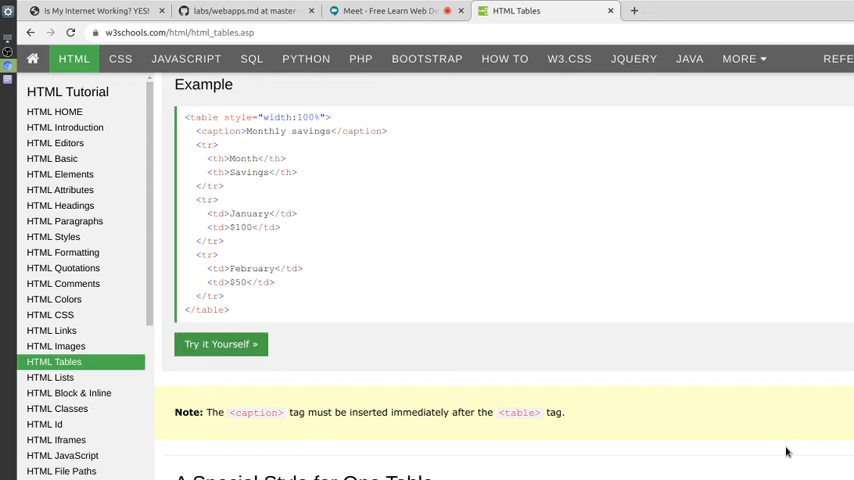 Is My Internet Working? YES!
labs/webapps.md at master
Meet - Free Learn Web D
HTML Tables
w3schools.com/html/html_tables.asp
HTML CSS JAVASCRIPT SQL PYTHON PHP BOOTSTRAP HOW TO W3.CSS JQUERY JAVA MORE REFE
HTML Tutorial
HTML HOME
HTML Introduction
HTML Editors
HTML Basic
HTML Elements
HTML Attributes
HTML Headings
HTML Paragraphs
HTML Styles
HTML Formatting
HTML Quotations
HTML Comments
HTML Colors
HTML CSS
HTML Links
HTML Images
HTML Tables
HTML Lists
HTML Block & Inline
HTML Classes
HTML Id
HTML Iframes
HTML JavaScript
HTML File Paths
Example
<table style="width:100%">
<caption>Monthly savings</caption>
<tr>
<th>Month</th>
<th>Savings</th>
</tr>
<tr>
<td>January</td>
<td>$100</td>
</tr>
<tr>
<td>February</td>
<td>$50</td>
</tr>
</table>
Try it Yourself »
Note: The <caption> tag must be inserted immediately after the <table> tag.
A Special Style for One Table